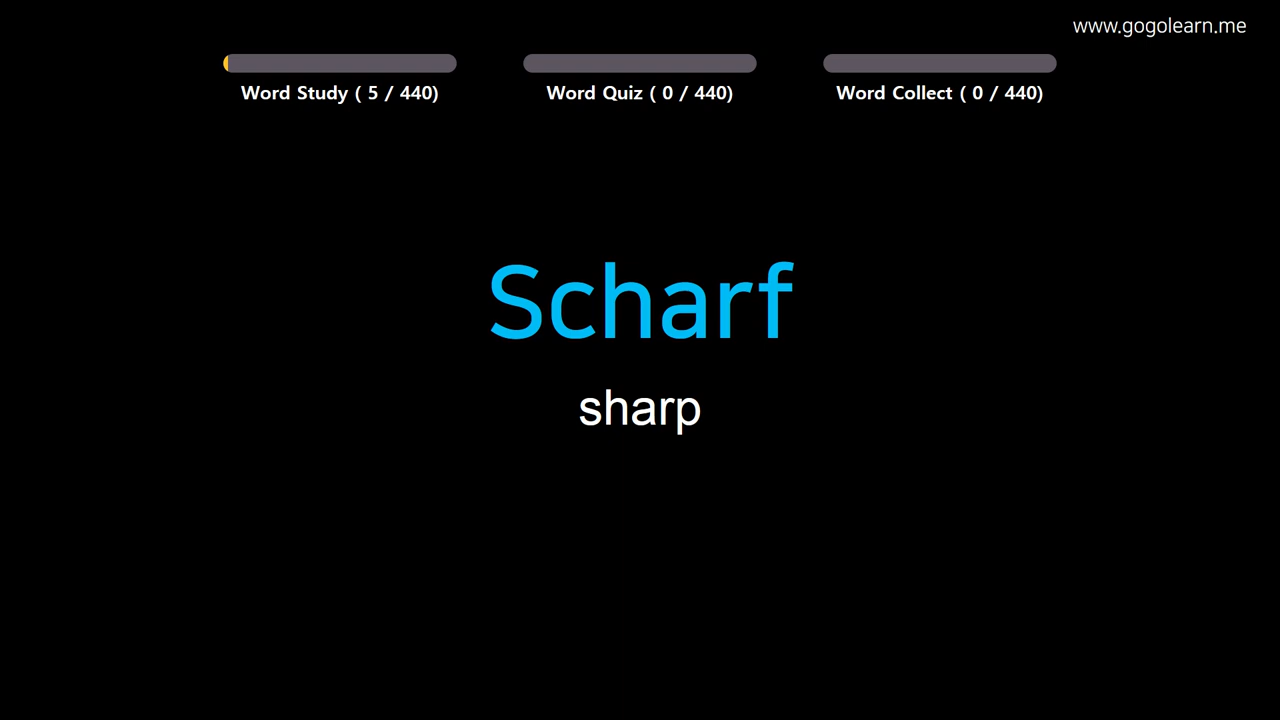 www.gogolearn.me
Word Study ( 5 / 440)
Word Quiz ( 0 / 440)
Word Collect ( 0 / 440)
Scharf
sharp